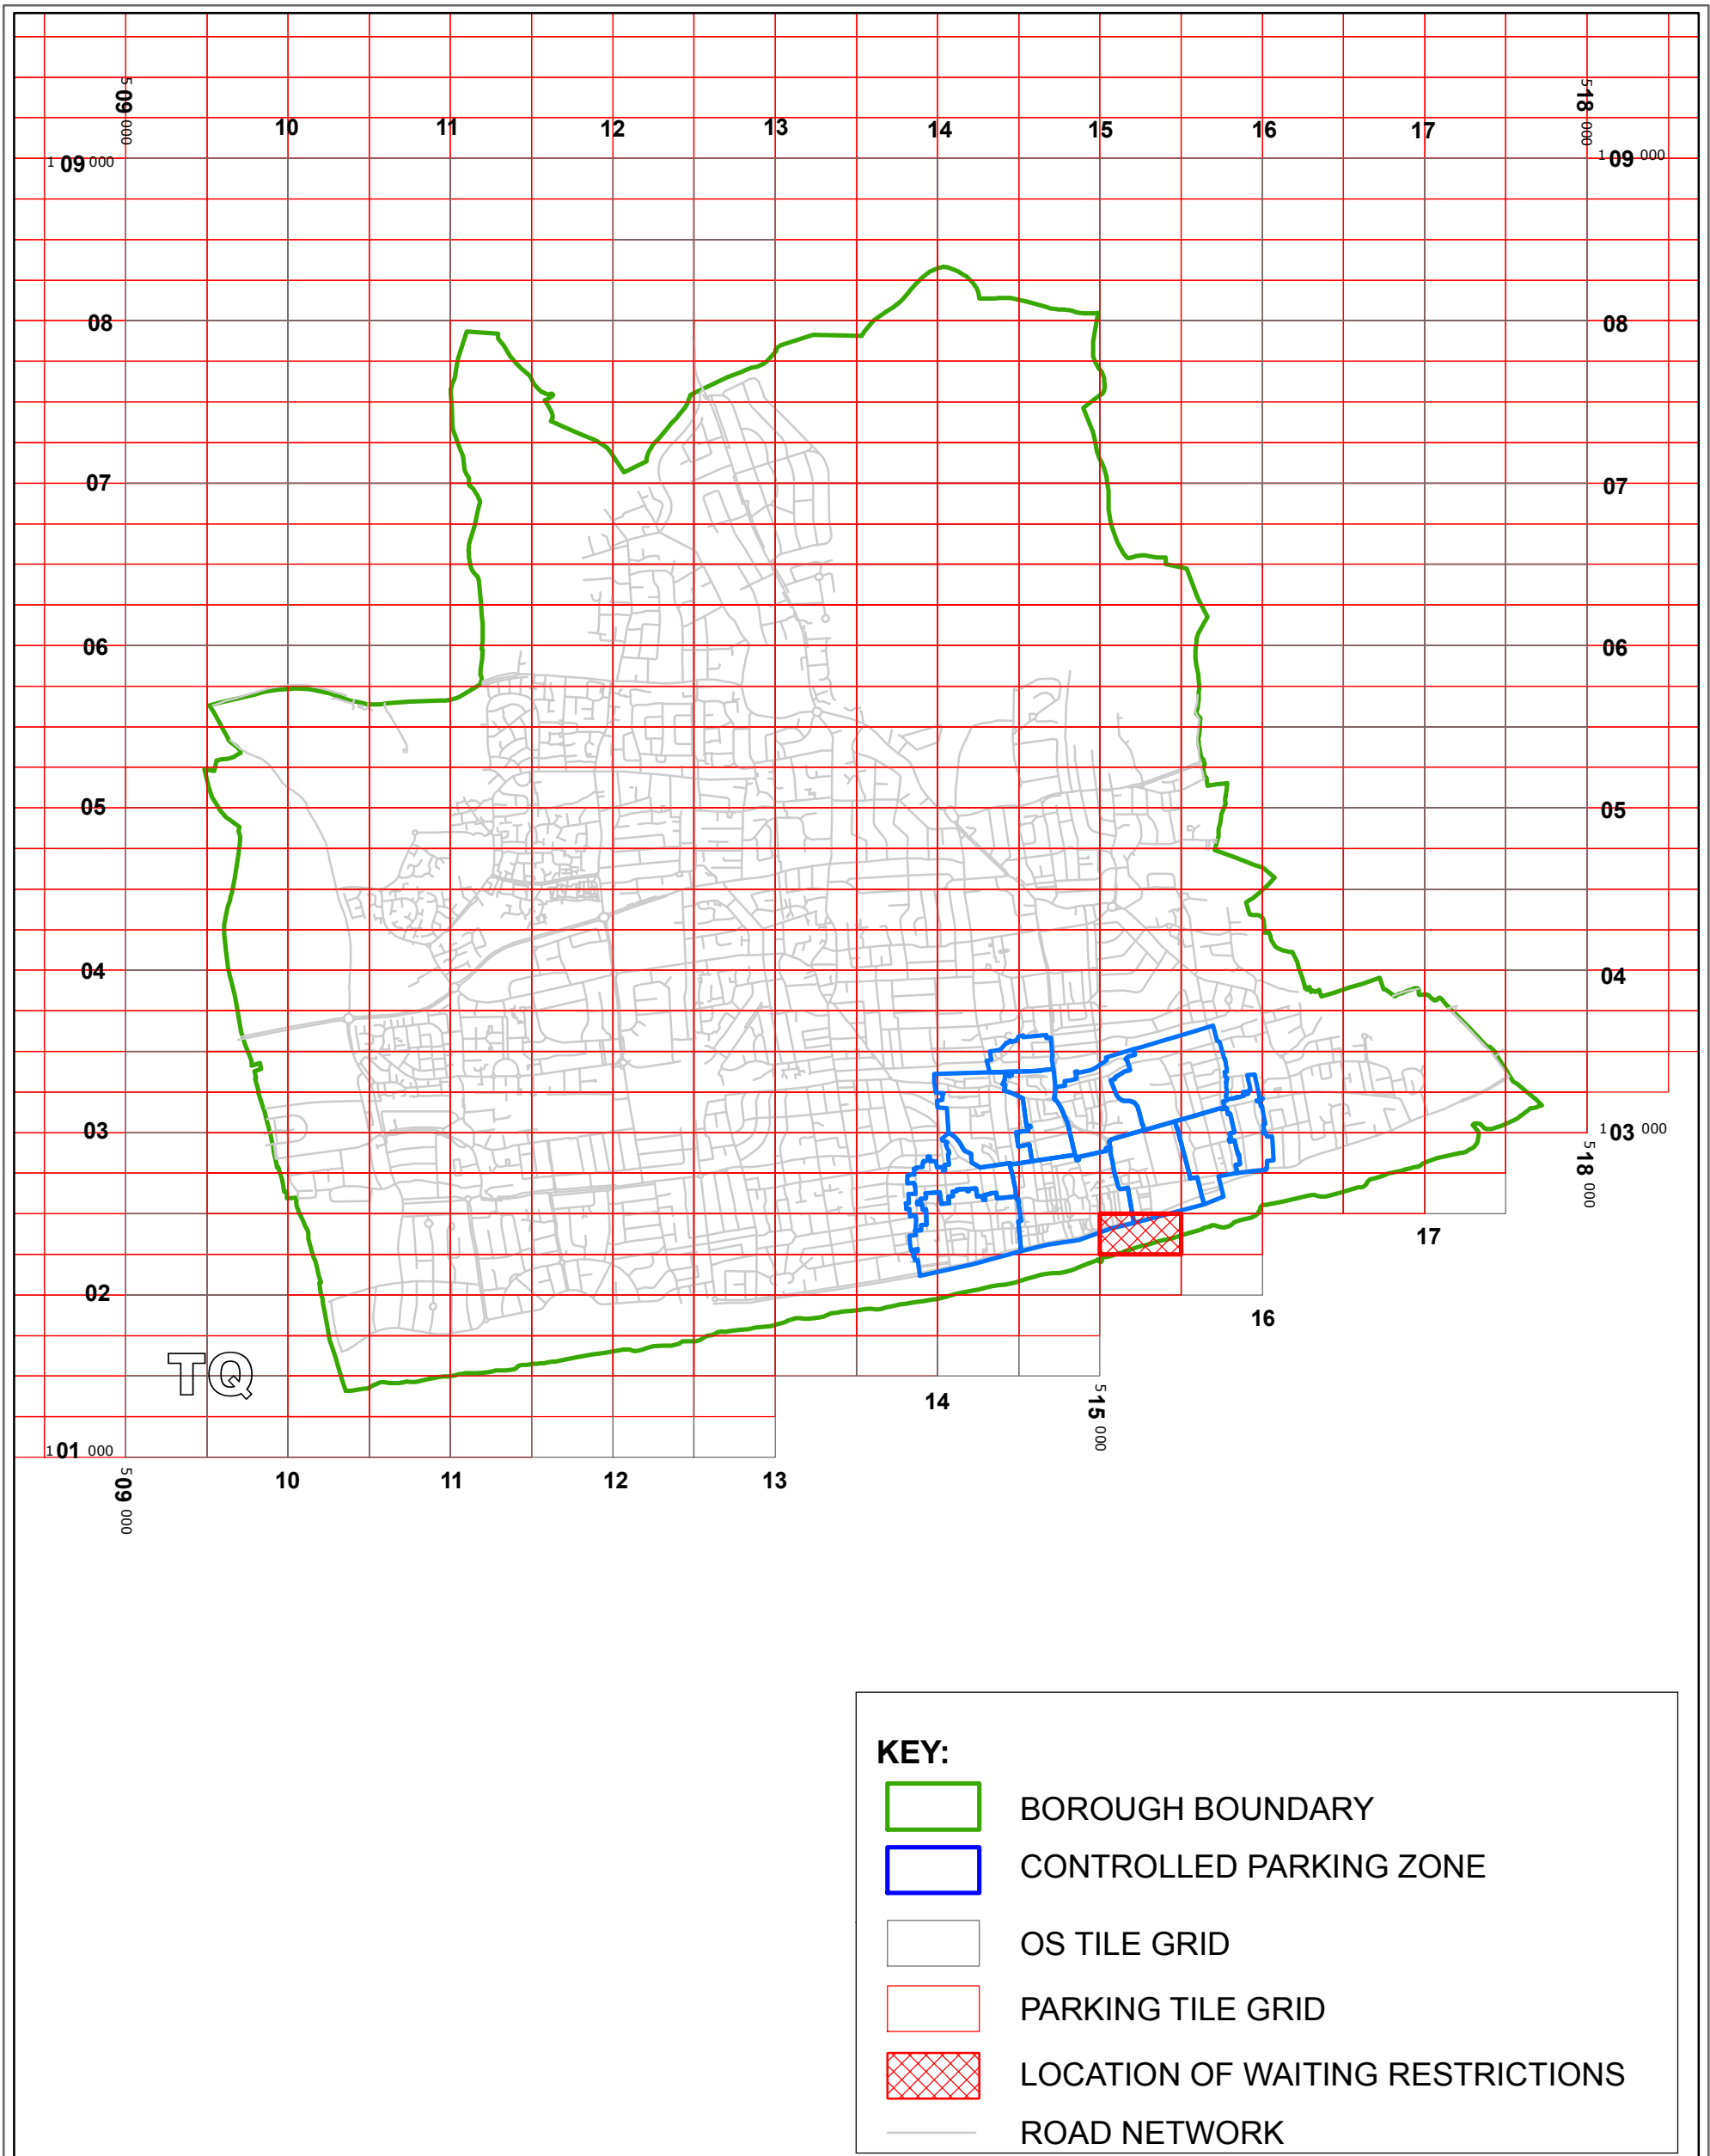 5 09 000
10 11 12 13 14 15 16 17
5 18 000
1 09 000
1 09 000
08 08
07 07
06 06
05 05
04 04
03
1 03 000
5 18 000
17
02
16
TQ
14
5 15 000
1 01 000
5 09 000
10 11 12 13
KEY:
BOROUGH BOUNDARY
CONTROLLED PARKING ZONE
OS TILE GRID
PARKING TILE GRID
LOCATION OF WAITING RESTRICTIONS
ROAD NETWORK